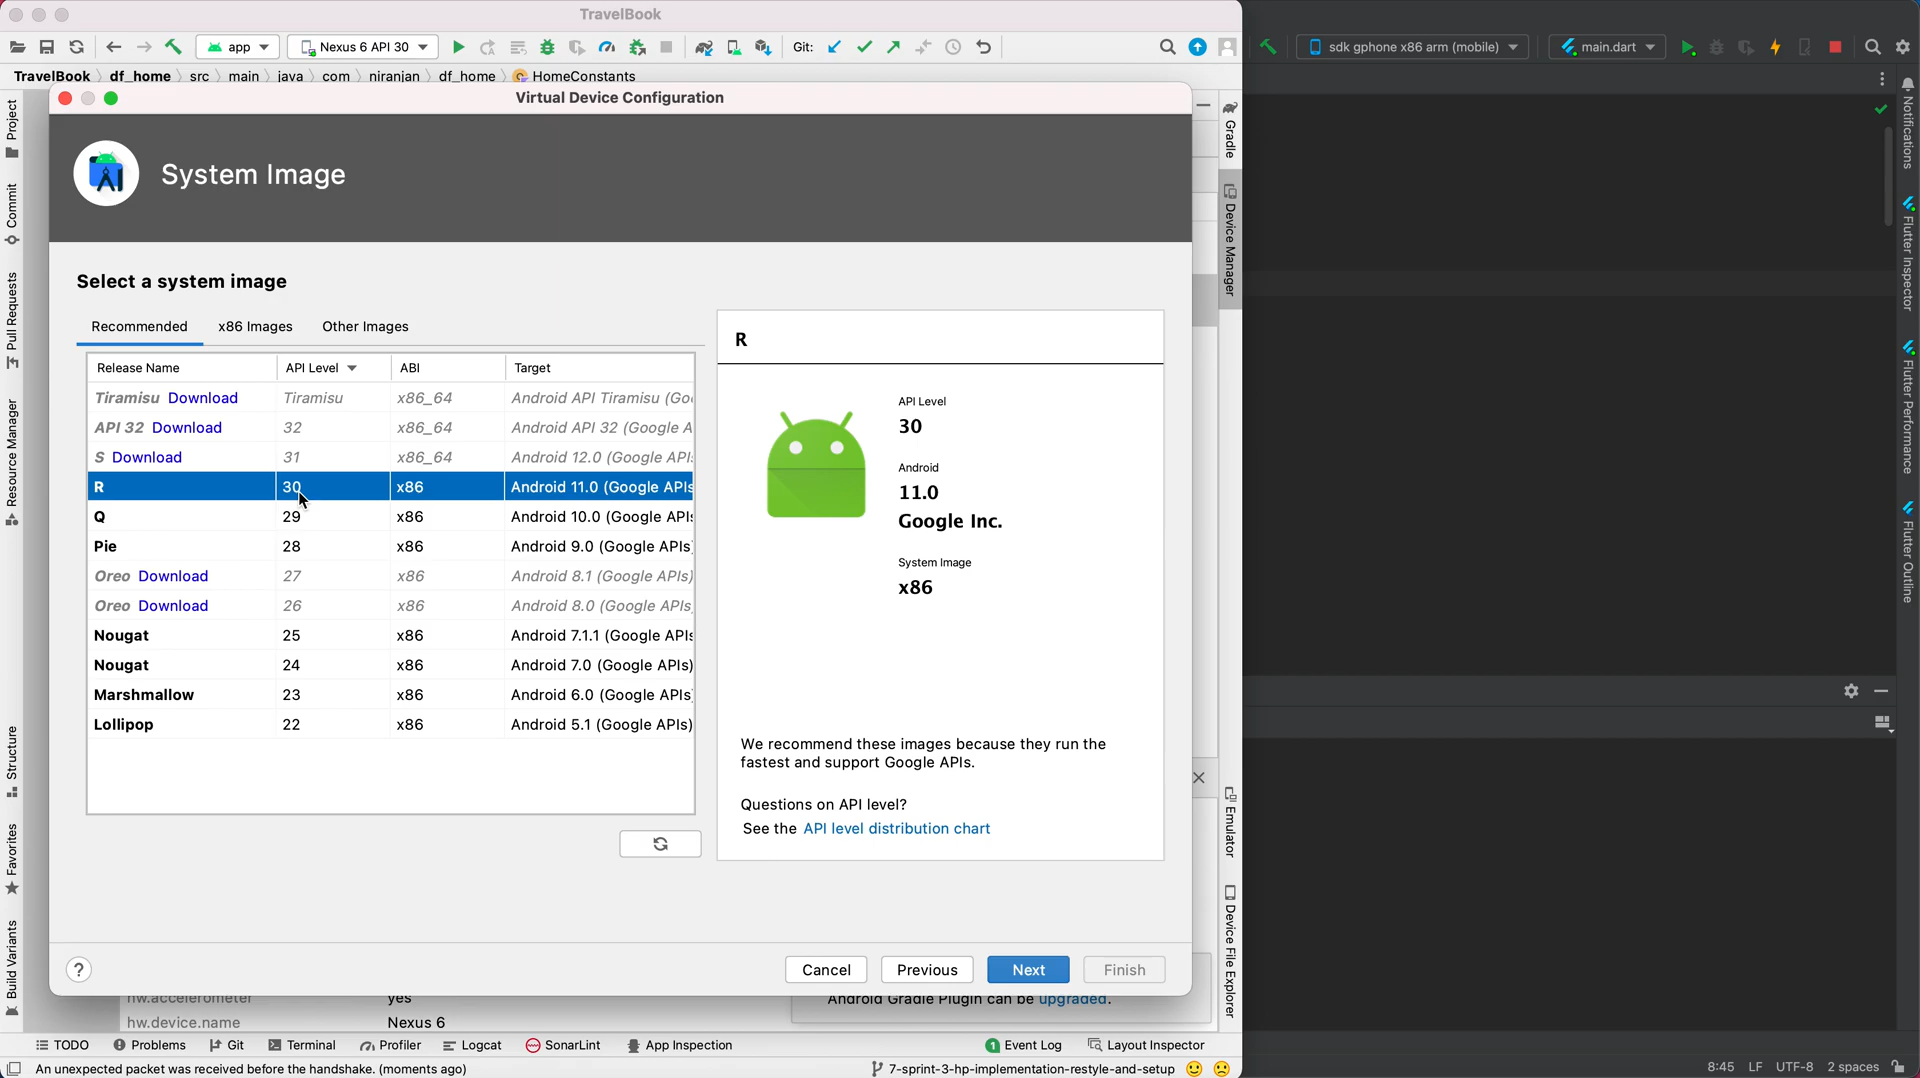 TravelBook
app
Nexus 6 API 30
Git:
sdk gphone x86 arm (mobile)
main.dart
TravelBook
df_home
src
main
java
com
niranjan
df_home
HomeConstants
Virtual Device Configuration
System Image
Select a system image
Recommended
x86 Images
Other Images
Release Name API Level ABI Target
Tiramisu Download Tiramisu x86_64 Android API Tiramisu (Go
API 32 Download 32 x86_64 Android API 32 (Google A
S Download 31 x86_64 Android 12.0 (Google API
R 30 x86 Android 11.0 (Google APIs
Q 29 x86 Android 10.0 (Google API
Pie 28 x86 Android 9.0 (Google APIs)
Oreo Download 27 x86 Android 8.1 (Google APIs)
Oreo Download 26 x86 Android 8.0 (Google APIs
Nougat 25 x86 Android 7.1.1 (Google APIs
Nougat 24 x86 Android 7.0 (Google APIs)
Marshmallow 23 x86 Android 6.0 (Google APIs)
Lollipop 22 x86 Android 5.1 (Google APIs)
R
API Level
30
Android
11.0
Google Inc.
System Image
x86
We recommend these images because they run the
fastest and support Google APIs.
Questions on API level?
See the API level distribution chart
?
Cancel
Previous
Next
Finish
hw.accelerometer yes
hw.device.name Nexus 6
Android Gradle Plugin can be upgraded.
Project
Commit
Pull Requests
Resource Manager
Structure
Favorites
Build Variants
Gradle
Device Manager
Emulator
Device File Explorer
Notifications
Flutter Inspector
Flutter Performance
Flutter Outline
TODO
Problems
Git
Terminal
Profiler
Logcat
SonarLint
App Inspection
1 Event Log
Layout Inspector
An unexpected packet was received before the handshake. (moments ago)
7-sprint-3-hp-implementation-restyle-and-setup
8:45 LF UTF-8 2 spaces